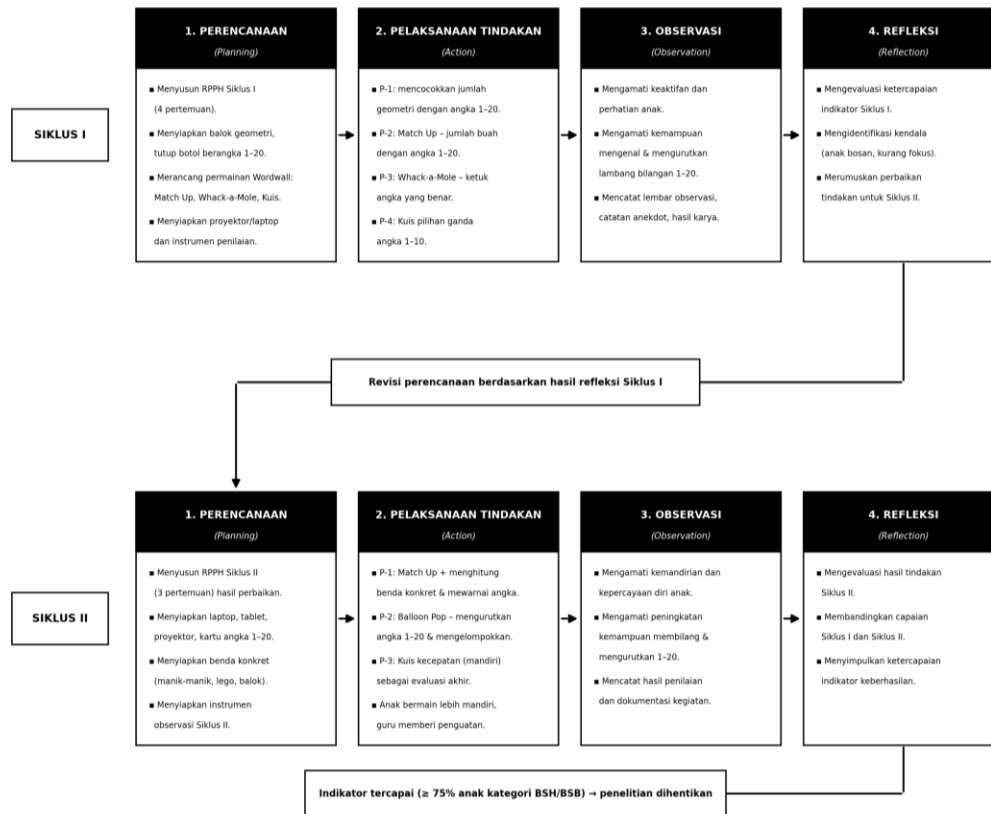 SIKLUS I
1. PERENCANAAN
(Planning)
▪ Menyusun RPPH Siklus I
(4 pertemuan).
▪ Menyiapkan balok geometri,
tutup botol berangka 1–20.
▪ Merancang permainan Wordwall:
Match Up, Whack-a-Mole, Kuis.
▪ Menyiapkan proyektor/laptop
dan instrumen penilaian.
2. PELAKSANAAN TINDAKAN
(Action)
▪ P-1: mencocokkan jumlah
geometri dengan angka 1–20.
▪ P-2: Match Up – jumlah buah
dengan angka 1–20.
▪ P-3: Whack-a-Mole – ketuk
angka yang benar.
▪ P-4: Kuis pilihan ganda
angka 1–10.
3. OBSERVASI
(Observation)
▪ Mengamati keaktifan dan
perhatian anak.
▪ Mengamati kemampuan
mengenal & mengurutkan
lambang bilangan 1–20.
▪ Mencatat lembar observasi,
catatan anekdot, hasil karya.
4. REFLEKSI
(Reflection)
▪ Mengevaluasi ketercapaian
indikator Siklus I.
▪ Mengidentifikasi kendala
(anak bosan, kurang fokus).
▪ Merumuskan perbaikan
tindakan untuk Siklus II.
Revisi perencanaan berdasarkan hasil refleksi Siklus I
SIKLUS II
1. PERENCANAAN
(Planning)
▪ Menyusun RPPH Siklus II
(3 pertemuan) hasil perbaikan.
▪ Menyiapkan laptop, tablet,
proyektor, kartu angka 1–20.
▪ Menyiapkan benda konkret
(manik-manik, lego, balok).
▪ Menyiapkan instrumen
observasi Siklus II.
2. PELAKSANAAN TINDAKAN
(Action)
▪ P-1: Match Up + menghitung
benda konkret & mewarnai angka.
▪ P-2: Balloon Pop – mengurutkan
angka 1–20 & mengelompokkan.
▪ P-3: Kuis kecepatan (mandiri)
sebagai evaluasi akhir.
▪ Anak bermain lebih mandiri,
guru memberi penguatan.
3. OBSERVASI
(Observation)
▪ Mengamati kemandirian dan
kepercayaan diri anak.
▪ Mengamati peningkatan
kemampuan membilang &
mengurutkan 1–20.
▪ Mencatat hasil penilaian
dan dokumentasi kegiatan.
4. REFLEKSI
(Reflection)
▪ Mengevaluasi hasil tindakan
Siklus II.
▪ Membandingkan capaian
Siklus I dan Siklus II.
▪ Menyimpulkan ketercapaian
indikator keberhasilan.
Indikator tercapai (≥ 75% anak kategori BSH/BSB) → penelitian dihentikan